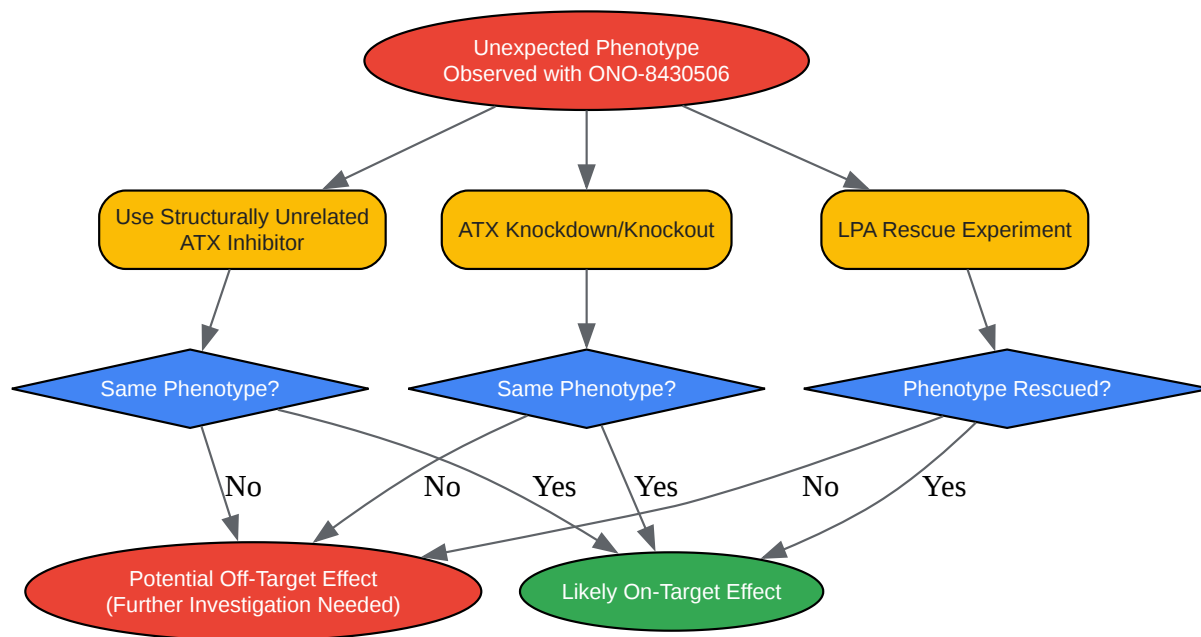 Unexpected Phenotype
Observed with ONO-8430506
Use Structurally Unrelated
ATX Inhibitor
ATX Knockdown/Knockout
LPA Rescue Experiment
Same Phenotype?
Same Phenotype?
Phenotype Rescued?
No
No
Yes
Yes
No
Yes
Potential Off-Target Effect
(Further Investigation Needed)
Likely On-Target Effect